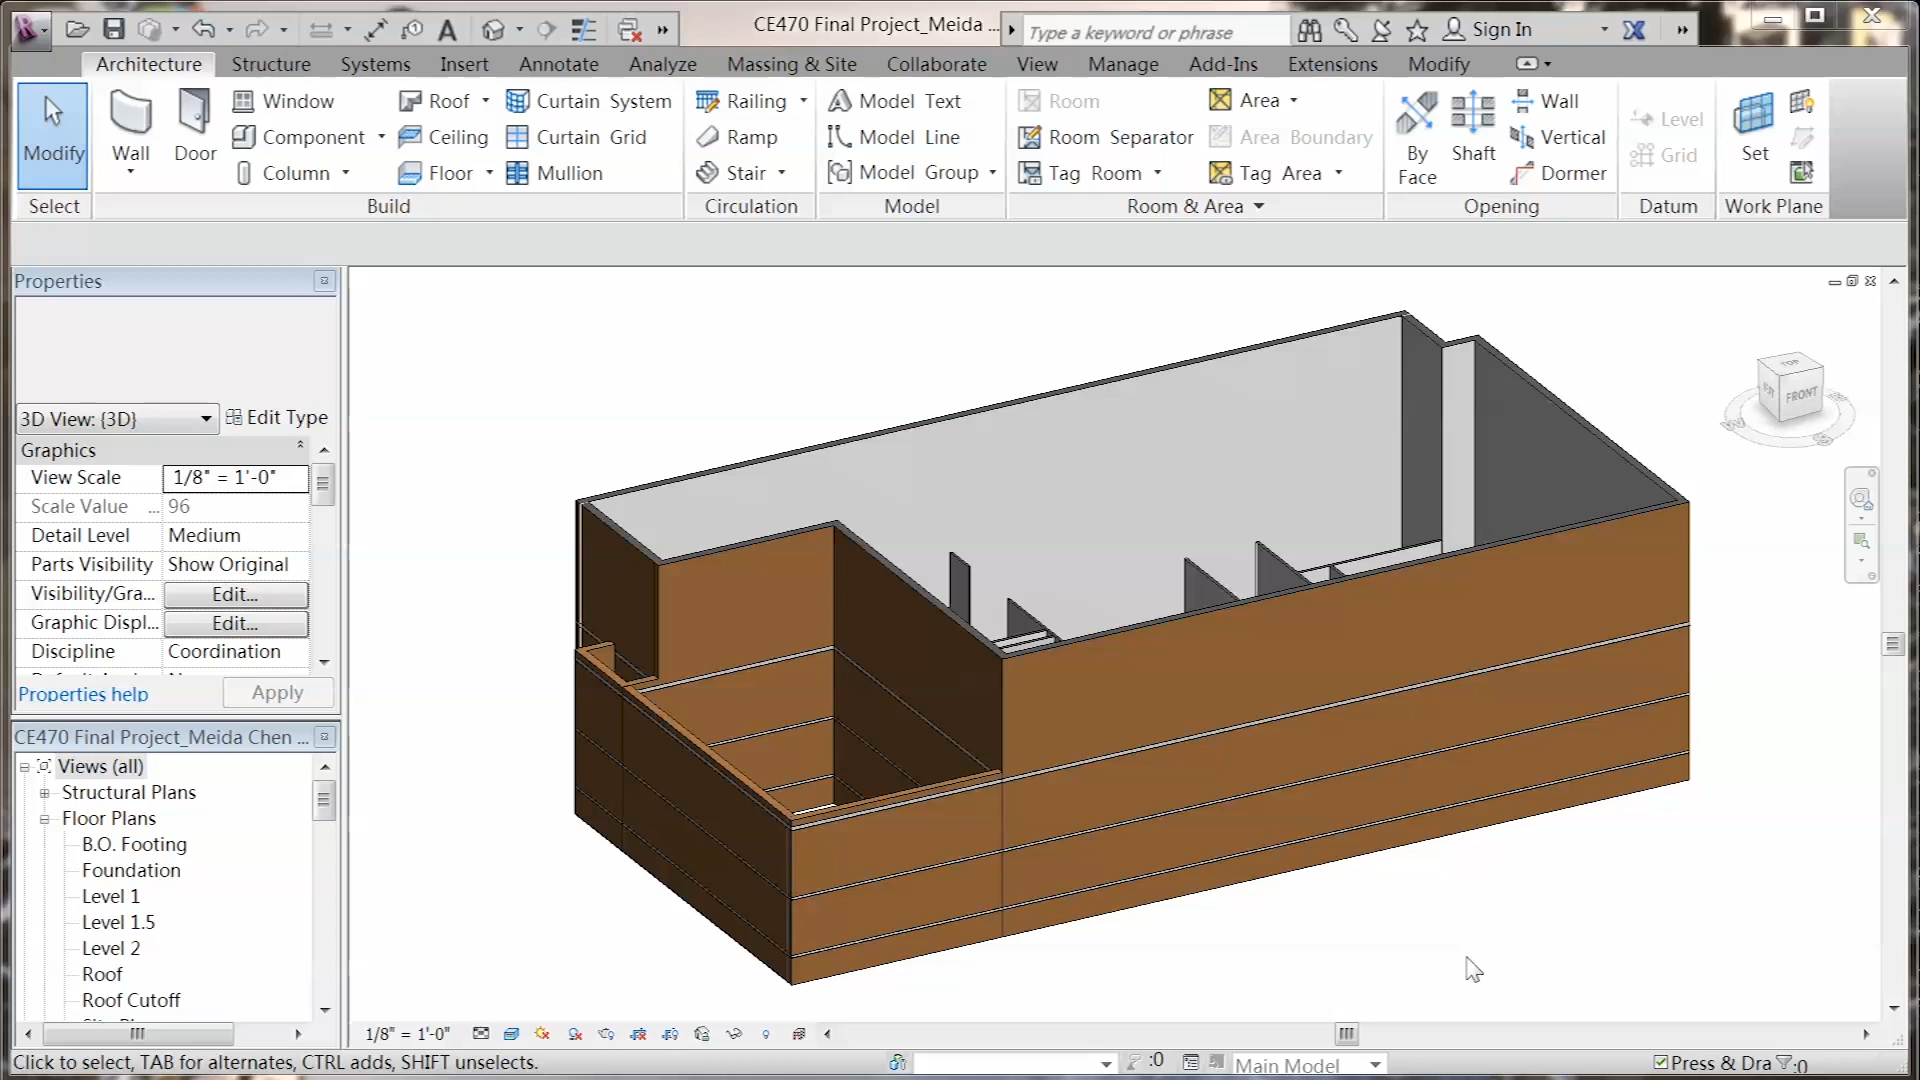 CE470 Final Project_Meida ...
Type a keyword or phrase
Sign In
Architecture Structure Systems Insert Annotate Analyze Massing & Site Collaborate View Manage Add-Ins Extensions Modify
Modify
Select
Wall
Door
Window
Component
Column
Roof
Ceiling
Floor
Curtain System
Curtain Grid
Mullion
Build
Railing
Ramp
Stair
Circulation
Model Text
Model Line
Model Group
Model
Room
Room Separator
Tag Room
Area
Area Boundary
Tag Area
Room & Area
By
Face
Shaft
Wall
Vertical
Dormer
Opening
Level
Grid
Datum
Set
Work Plane
Properties
3D View: {3D}
Edit Type
Graphics
View Scale 1/8" = 1'-0"
Scale Value ... 96
Detail Level Medium
Parts Visibility Show Original
Visibility/Gra... Edit...
Graphic Displ... Edit...
Discipline Coordination
Properties help
Apply
CE470 Final Project_Meida Chen ...
Views (all)
Structural Plans
Floor Plans
B.O. Footing
Foundation
Level 1
Level 1.5
Level 2
Roof
Roof Cutoff
TOP
FRONT
W
S
1/8" = 1'-0"
Click to select, TAB for alternates, CTRL adds, SHIFT unselects.
:0
Main Model
Press & Dra
:0